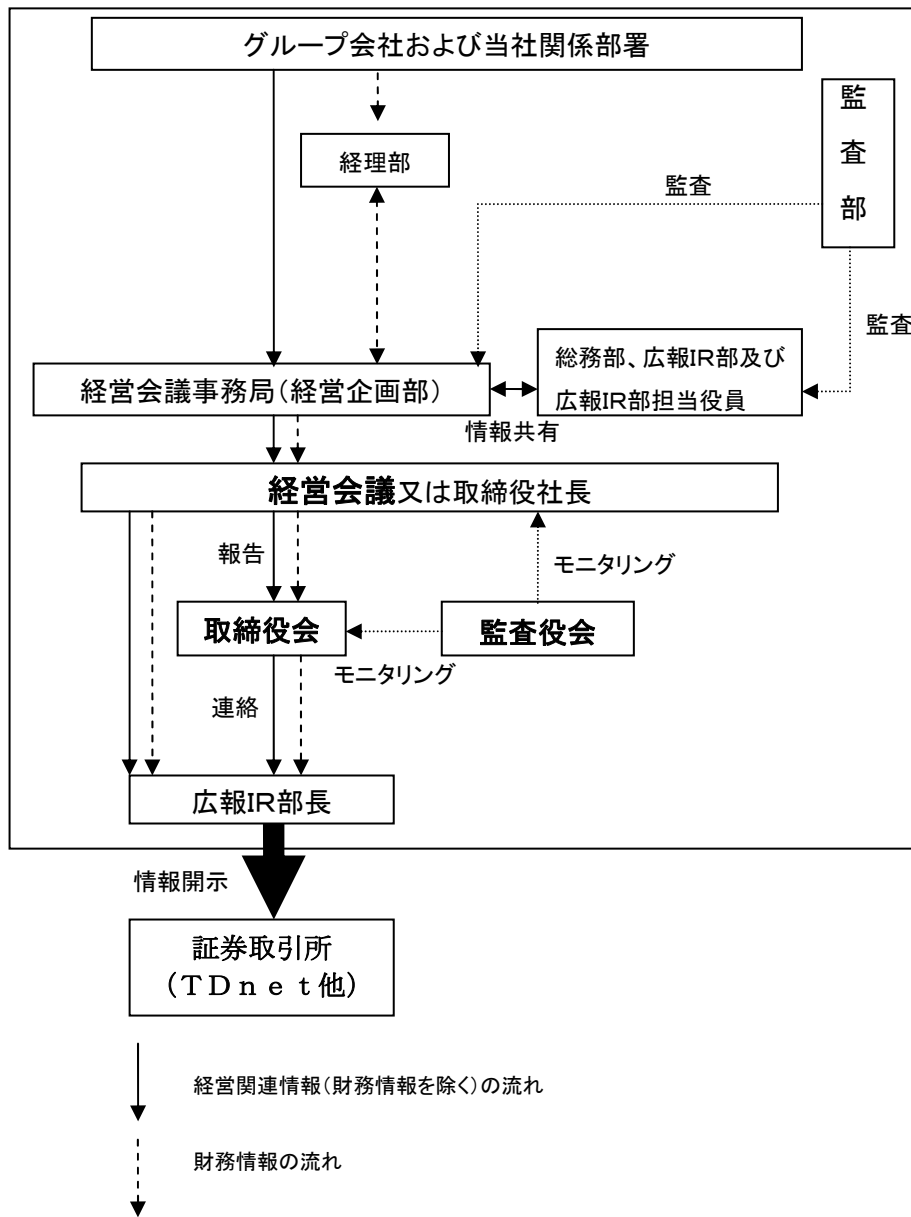 グループ会社および当社関係部署
監
査
部
経理部
監査
監査
総務部、広報IR部及び
広報IR部担当役員
経営会議事務局(経営企画部)
情報共有
経営会議又は取締役社長
報告
モニタリング
取締役会
監査役会
モニタリング
連絡
広報IR部長
情報開示
証券取引所
(TDnet他)
経営関連情報(財務情報を除く)の流れ
財務情報の流れ